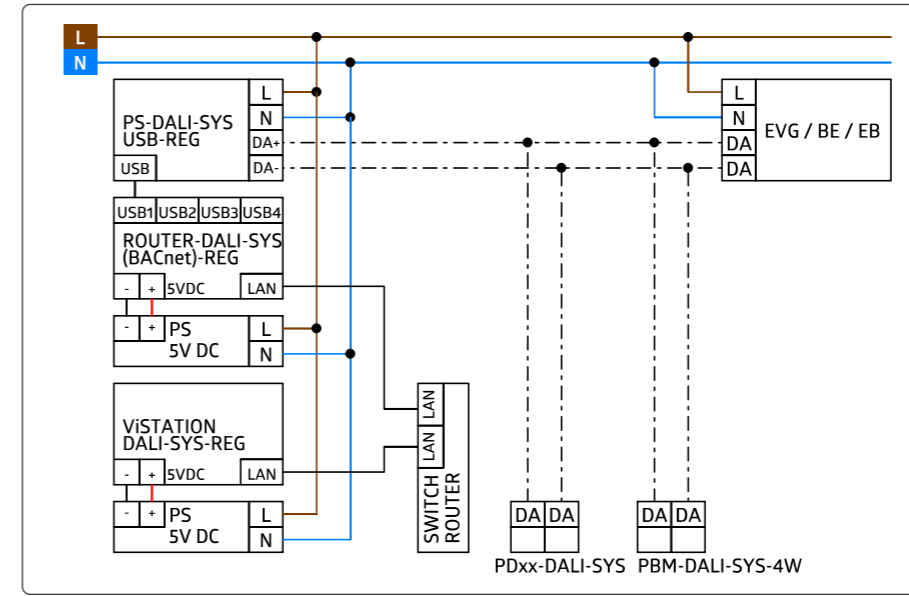 L
N
PS-DALI-SYS
USB-REG
L
N
DA+
DA-
USB
L
N
DA
DA
EVG / BE / EB
USB1 USB2 USB3 USB4
ROUTER-DALI-SYS
(BACnet)-REG
- + 5VDC LAN
- + PS
5V DC
L
N
ViSTATION
DALI-SYS-REG
- + 5VDC LAN
- + PS
5V DC
L
N
LAN
LAN
SWITCH
ROUTER
DA DA
PDxx-DALI-SYS
DA DA
PBM-DALI-SYS-4W